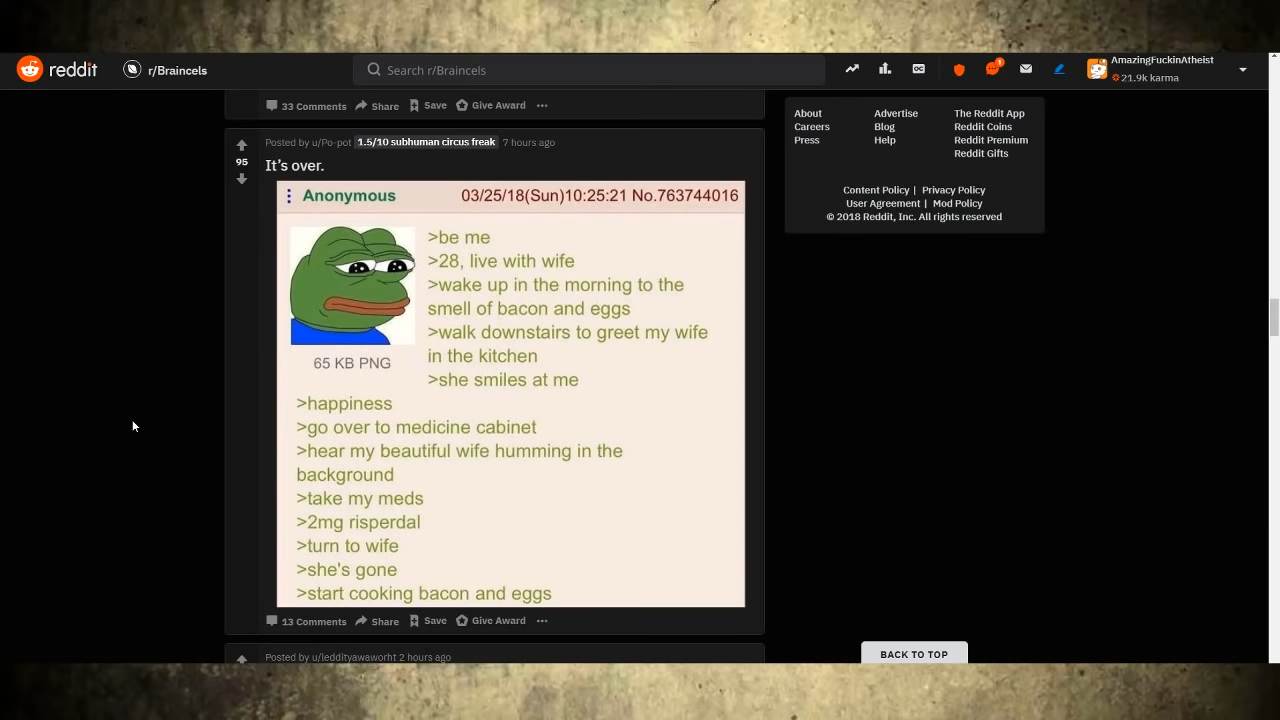 reddit
r/Braincels
Search r/Braincels
1
AmazingFuckinAtheist
21.9k karma
33 Comments Share Save Give Award
About Advertise The Reddit App
Careers Blog Reddit Coins
Press Help Reddit Premium
Reddit Gifts
Content Policy | Privacy Policy
User Agreement | Mod Policy
© 2018 Reddit, Inc. All rights reserved
Posted by u/Po-pot 1.5/10 subhuman circus freak 7 hours ago
95
It's over.
Anonymous 03/25/18(Sun)10:25:21 No.763744016
65 KB PNG
>be me
>28, live with wife
>wake up in the morning to the
smell of bacon and eggs
>walk downstairs to greet my wife
in the kitchen
>she smiles at me
>happiness
>go over to medicine cabinet
>hear my beautiful wife humming in the
background
>take my meds
>2mg risperdal
>turn to wife
>she's gone
>start cooking bacon and eggs
13 Comments Share Save Give Award
Posted by u/leddityawaworht 2 hours ago
BACK TO TOP